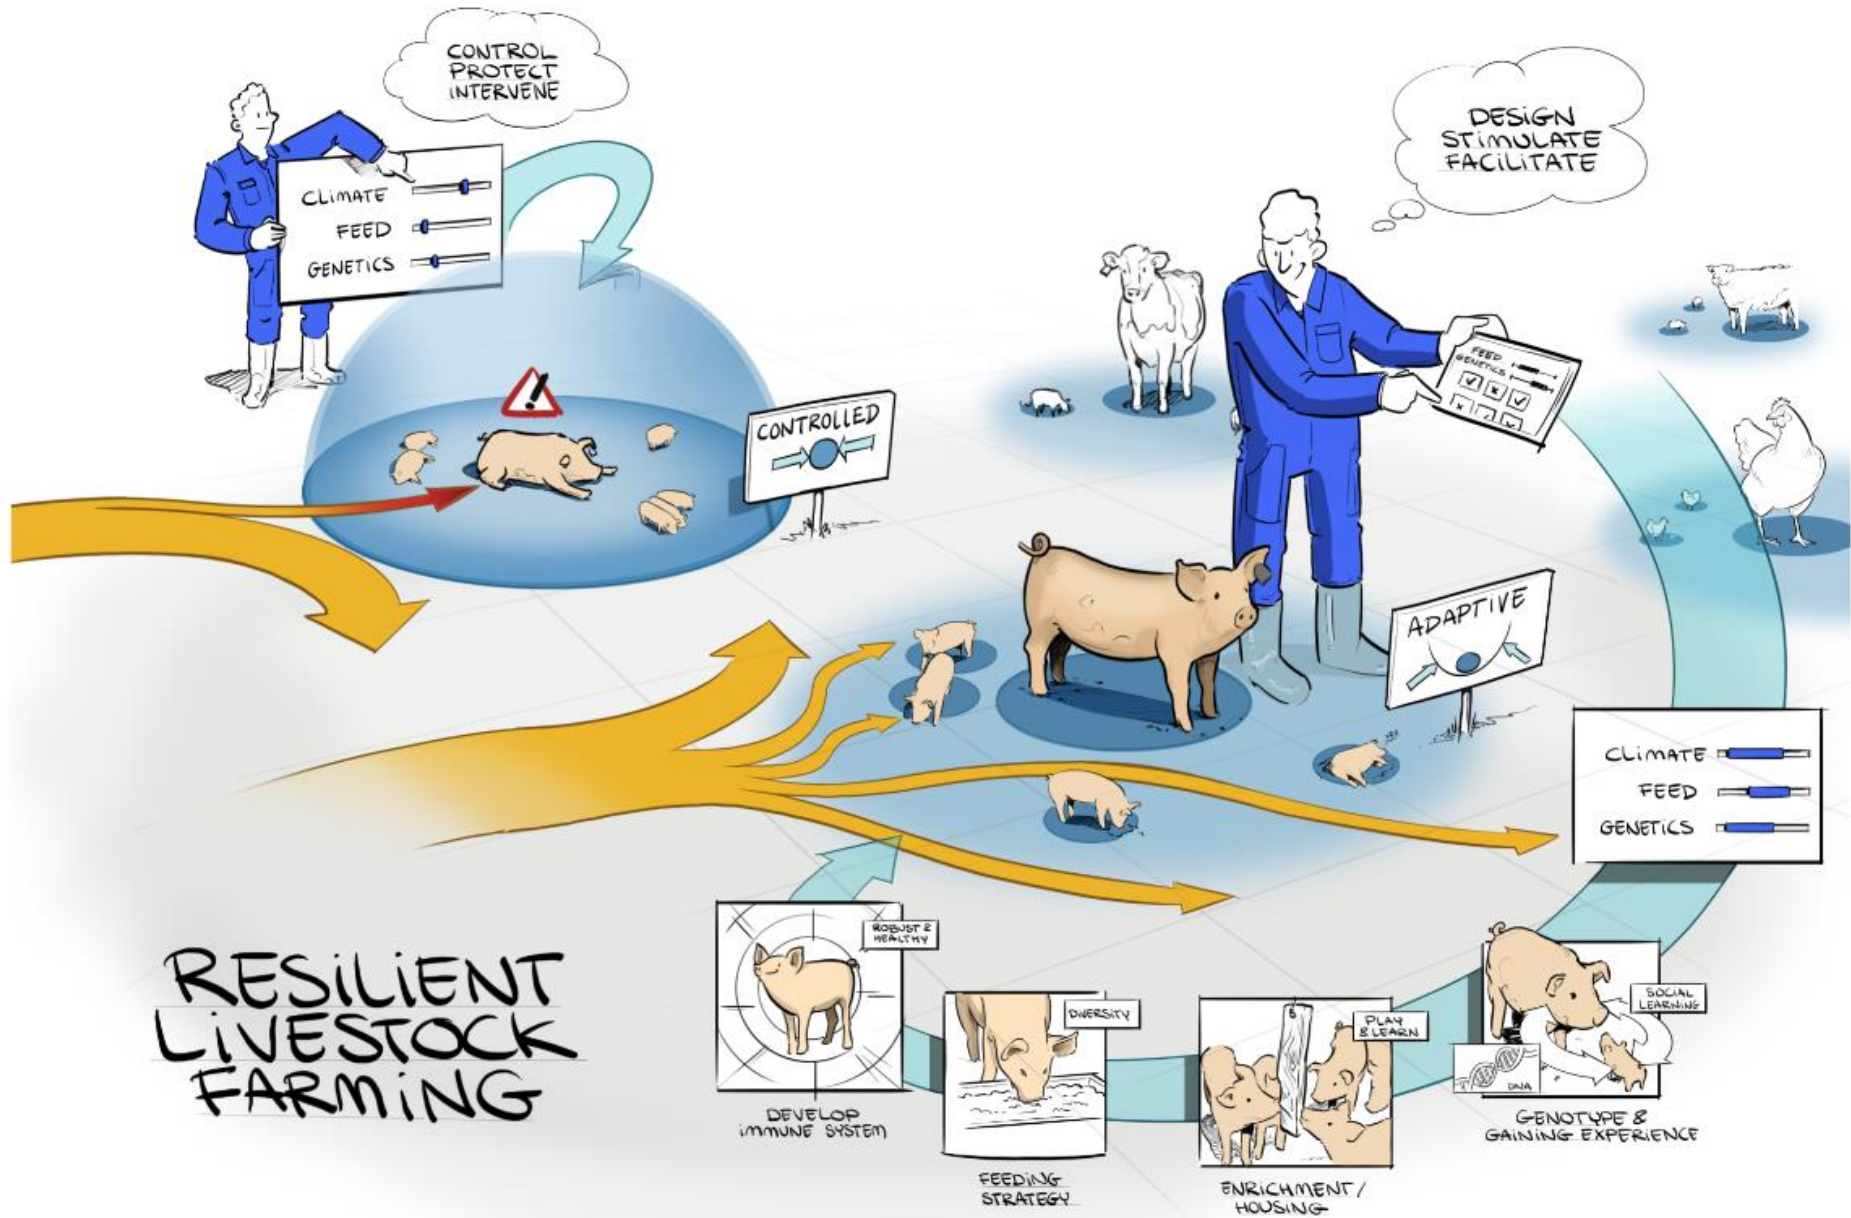 CONTROL
PROTECT
INTERVENE
CLIMATE
FEED
GENETICS
CONTROLLED
DESIGN
STIMULATE
FACILITATE
FEED
GENETICS
ADAPTIVE
CLIMATE
FEED
GENETICS
RESILIENT
LIVESTOCK
FARMING
ROBUST &
HEALTHY
DEVELOP
IMMUNE SYSTEM
DIVERSITY
FEEDING
STRATEGY
PLAY
& LEARN
ENRICHMENT/
HOUSING
SOCIAL
LEARNING
DNA
GENOTYPE &
GAINING EXPERIENCE